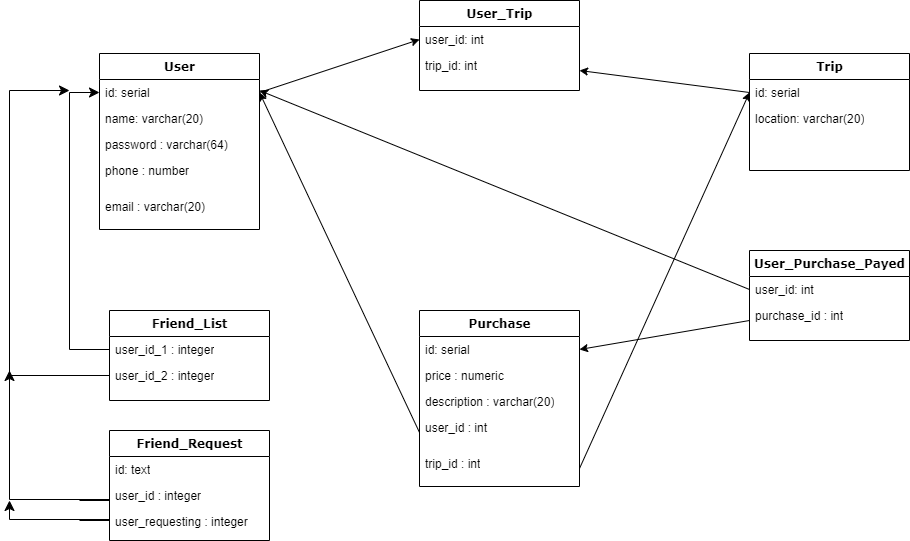 User_Trip
user_id: int
trip_id: int
User
id: serial
name: varchar(20)
password : varchar(64)
phone : number
email : varchar(20)
Trip
id: serial
location: varchar(20)
User_Purchase_Payed
user_id: int
purchase_id : int
Friend_List
user_id_1 : integer
user_id_2 : integer
Purchase
id: serial
price : numeric
description : varchar(20)
user_id : int
trip_id : int
Friend_Request
id: text
user_id : integer
user_requesting : integer